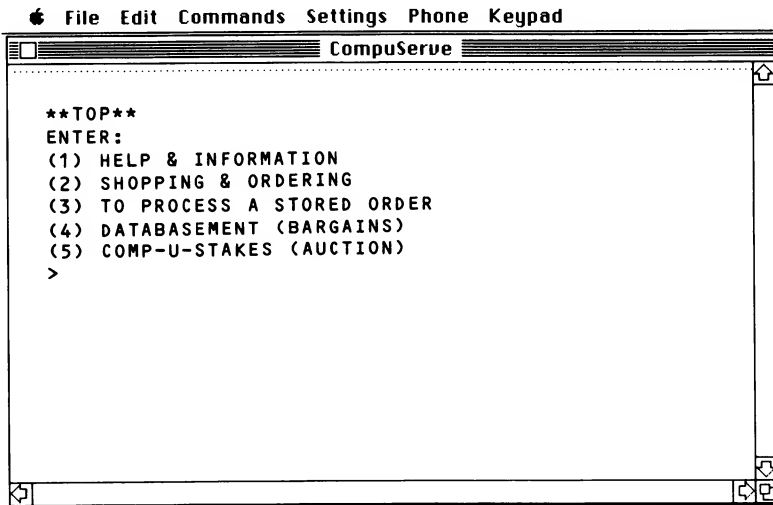 File Edit Commands Settings Phone Keypad
CompuServe
**TOP**
ENTER:
(1) HELP & INFORMATION
(2) SHOPPING & ORDERING
(3) TO PROCESS A STORED ORDER
(4) DATABASEMENT (BARGAINS)
(5) COMP-U-STAKES (AUCTION)
>